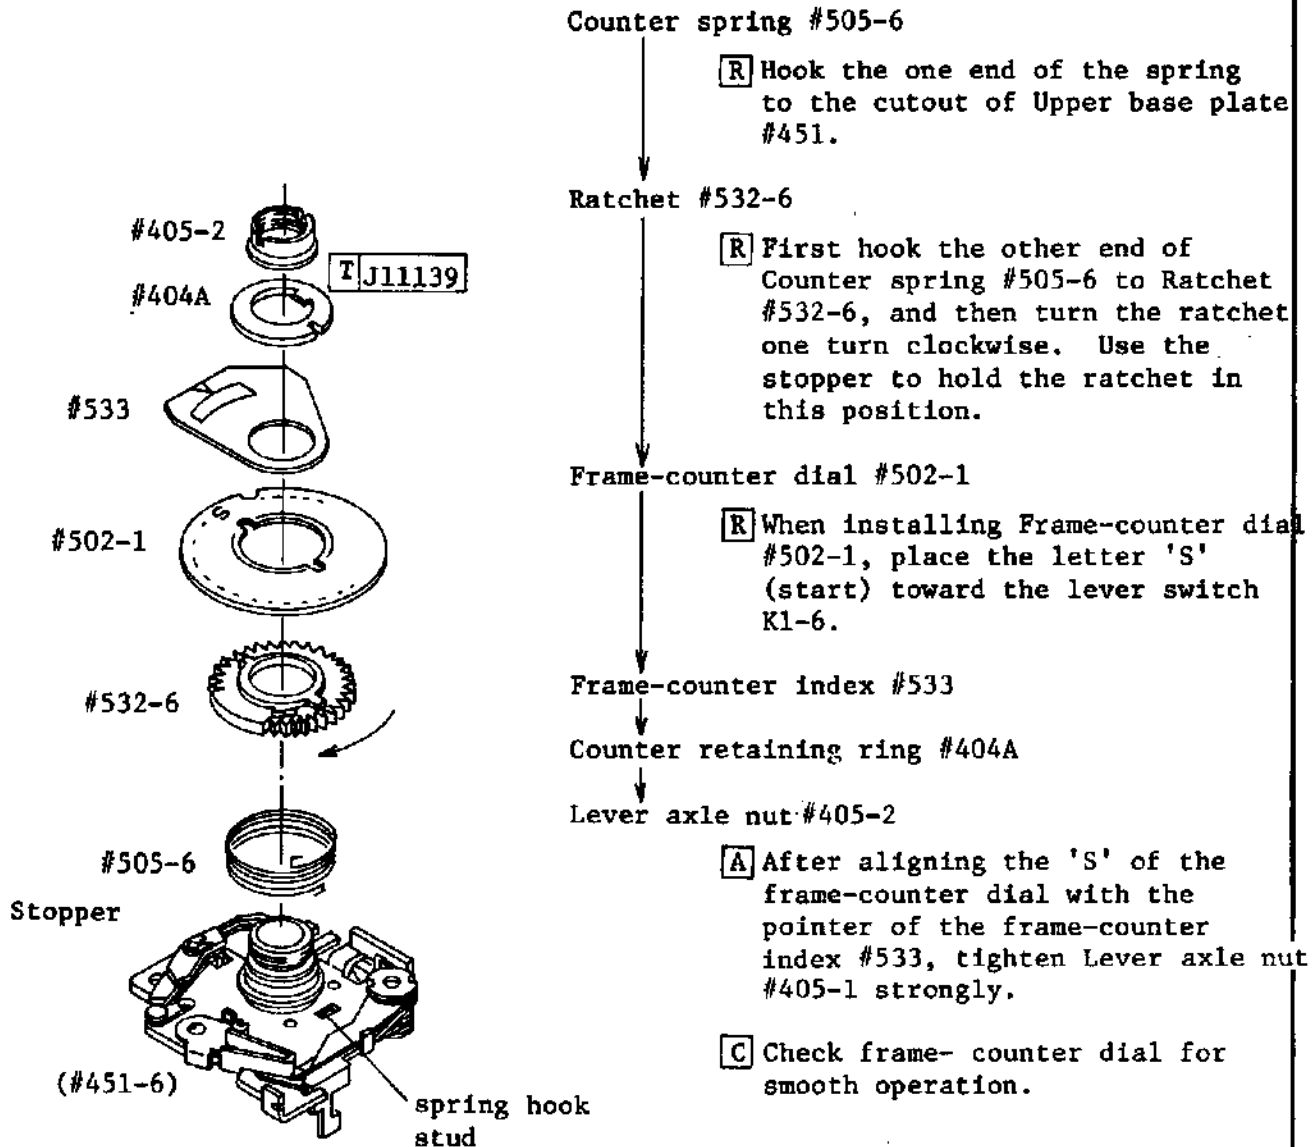 Counter spring #505-6
R Hook the one end of the spring
to the cutout of Upper base plate
#451.
Ratchet #532-6
R First hook the other end of
Counter spring #505-6 to Ratchet
#532-6, and then turn the ratchet
one turn clockwise. Use the
stopper to hold the ratchet in
this position.
Frame-counter dial #502-1
R When installing Frame-counter dial
#502-1, place the letter 'S'
(start) toward the lever switch
K1-6.
Frame-counter index #533
Counter retaining ring #404A
Lever axle nut #405-2
A After aligning the 'S' of the
frame-counter dial with the
pointer of the frame-counter
index #533, tighten Lever axle nut
#405-1 strongly.
C Check frame- counter dial for
smooth operation.
#405-2
T J11139
#404A
#533
S
#502-1
#532-6
#505-6
Stopper
(#451-6)
spring hook
stud